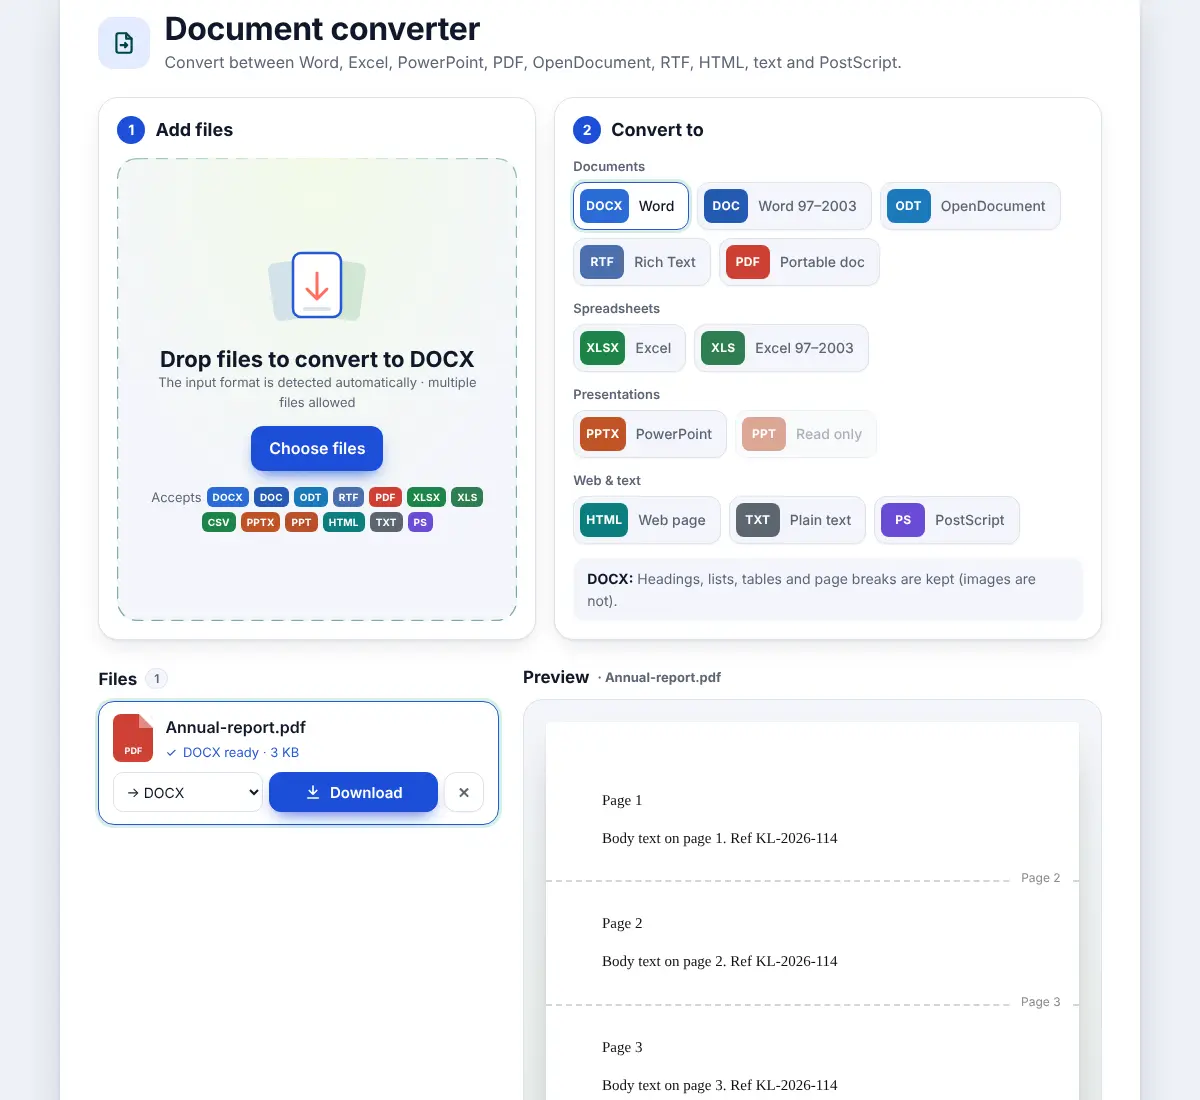 Document converter
Convert between Word, Excel, PowerPoint, PDF, OpenDocument, RTF, HTML, text and PostScript.
1 Add files
Drop files to convert to DOCX
The input format is detected automatically · multiple
files allowed
Choose files
Accepts DOCX DOC ODT RTF PDF XLSX XLS
CSV PPTX PPT HTML TXT PS
2 Convert to
Documents
DOCX Word DOC Word 97–2003 ODT OpenDocument
RTF Rich Text PDF Portable doc
Spreadsheets
XLSX Excel XLS Excel 97–2003
Presentations
PPTX PowerPoint PPT Read only
Web & text
HTML Web page TXT Plain text PS PostScript
DOCX: Headings, lists, tables and page breaks are kept (images are
not).
Files 1
PDF
Annual-report.pdf
✓ DOCX ready · 3 KB
→ DOCX Download ✕
Preview · Annual-report.pdf
Page 1
Body text on page 1. Ref KL-2026-114
Page 2
Page 2
Body text on page 2. Ref KL-2026-114
Page 3
Page 3
Body text on page 3. Ref KL-2026-114